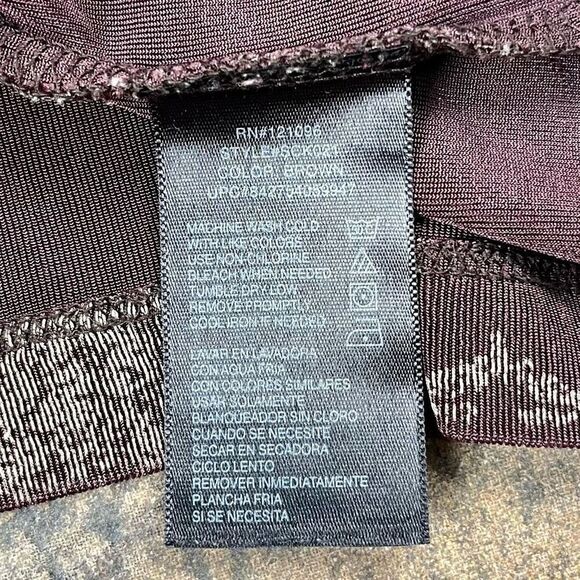 RN#121096
COLOR: BROWN
MACHINE WASH COLD
WITH LIKE COLORS
USE NON-CHLORINE
BLEACH WHEN NEEDED
TUMBLE DRY LOW
REMOVE PROMPTLY
IRON IF NEEDED
LAVAR EN LAVADORA
CON AGUA FRIA
CON COLORES SIMILARES
USAR SOLAMENTE
BLANQUEADOR SIN CLORO
CUANDO SE NECESITE
SECAR EN SECADORA
CICLO LENTO
REMOVER INMEDIATAMENTE
PLANCHA FRIA
SI SE NECESITA